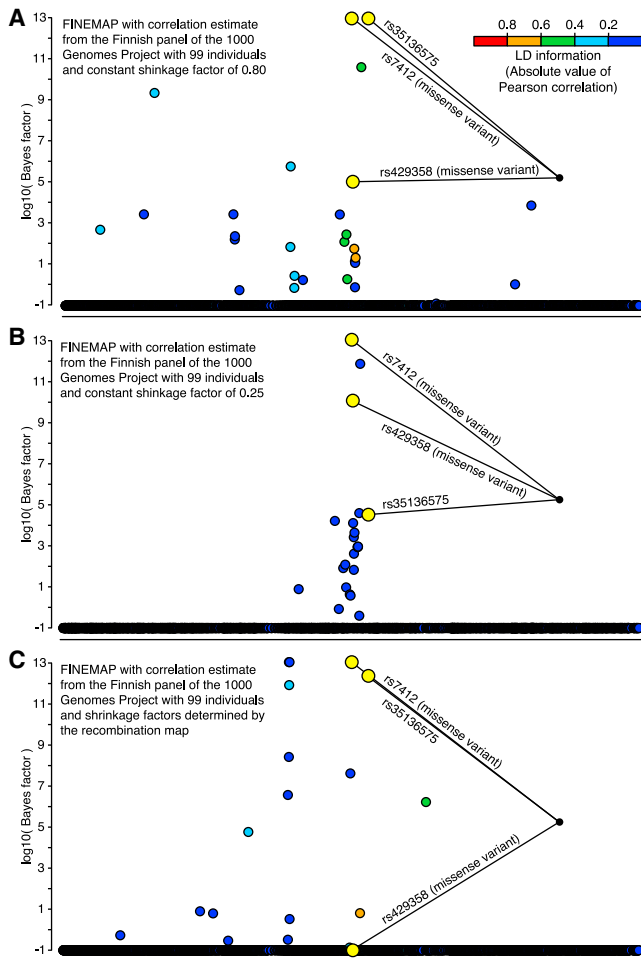 A
FINEMAP with correlation estimate
from the Finnish panel of the 1000
Genomes Project with 99 individuals
and constant shinkage factor of 0.80
0.8 0.6 0.4 0.2
LD information
(Absolute value of
Pearson correlation)
rs35136575
rs7412 (missense variant)
rs429358 (missense variant)
log10( Bayes factor )
13
11
9
7
5
3
1
-1
B
FINEMAP with correlation estimate
from the Finnish panel of the 1000
Genomes Project with 99 individuals
and constant shinkage factor of 0.25
rs7412 (missense variant)
rs429358 (missense variant)
rs35136575
log10( Bayes factor )
13
11
9
7
5
3
1
-1
C
FINEMAP with correlation estimate
from the Finnish panel of the 1000
Genomes Project with 99 individuals
and shrinkage factors determined by
the recombination map
rs7412 (missense variant)
rs35136575
rs429358 (missense variant)
log10( Bayes factor )
13
11
9
7
5
3
1
-1